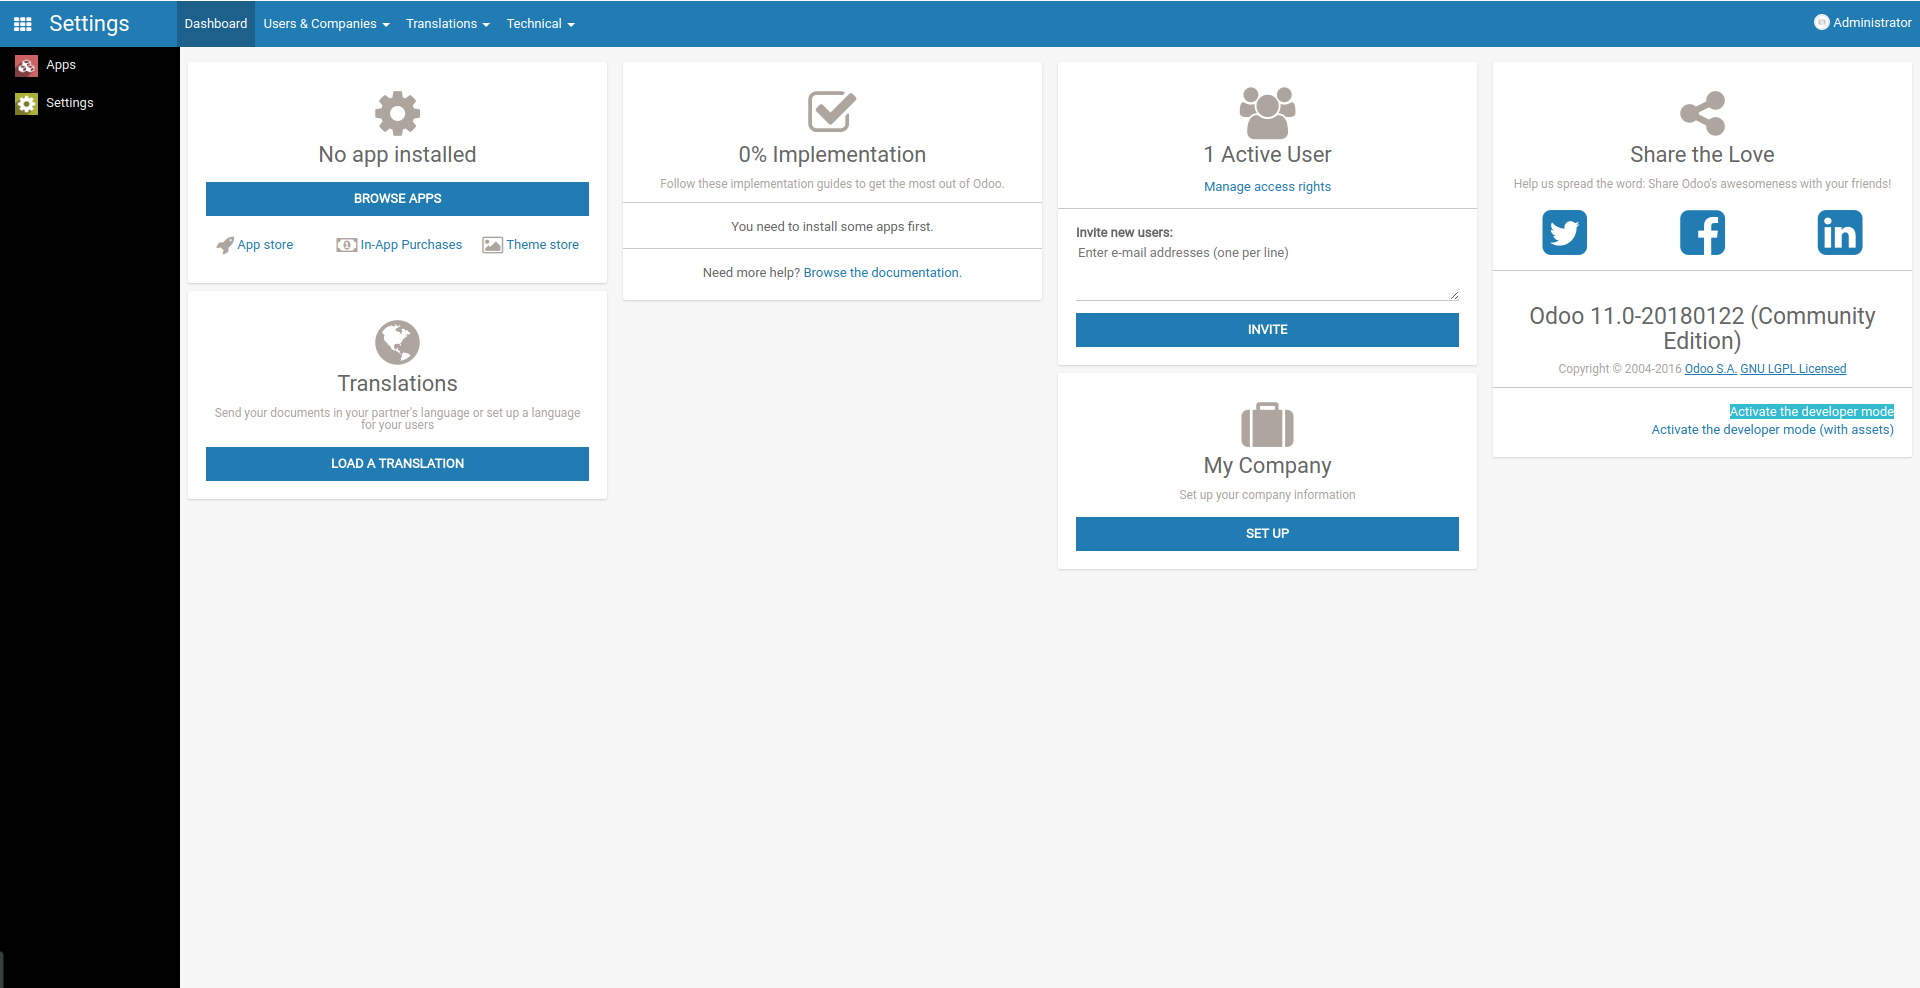 Settings
Dashboard
Users & Companies
Translations
Technical
Administrator
Apps
Settings
No app installed
BROWSE APPS
App store
In-App Purchases
Theme store
Translations
Send your documents in your partner's language or set up a language
for your users
LOAD A TRANSLATION
0% Implementation
Follow these implementation guides to get the most out of Odoo.
You need to install some apps first.
Need more help? Browse the documentation.
1 Active User
Manage access rights
Invite new users:
Enter e-mail addresses (one per line)
INVITE
My Company
Set up your company information
SET UP
Share the Love
Help us spread the word: Share Odoo's awesomeness with your friends!
Odoo 11.0-20180122 (Community
Edition)
Copyright © 2004-2016 Odoo S.A. GNU LGPL Licensed
Activate the developer mode
Activate the developer mode (with assets)